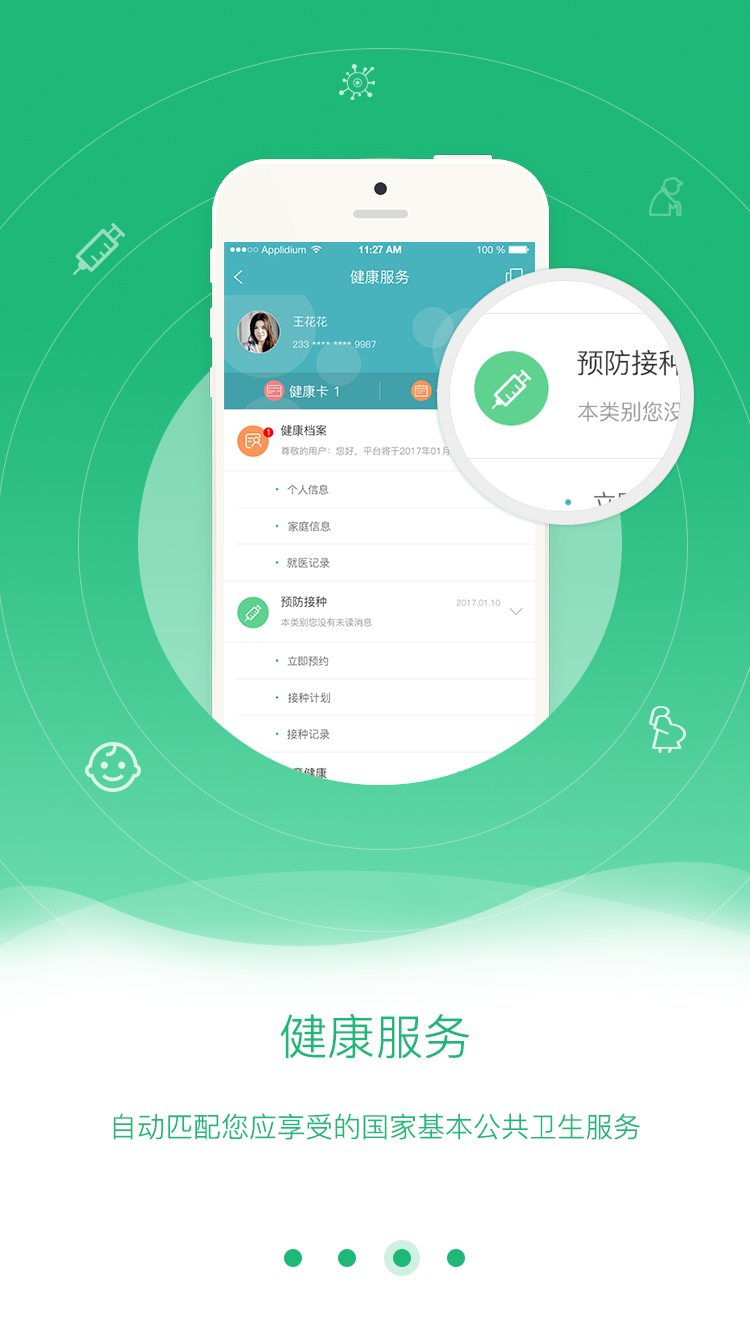 Applidium 11:27 AM 100 %
健康服务
王花花
233 **** **** 9987
健康卡 1
预防接种
本类别您没
立即
1
健康档案
尊敬的用户：您好，平台将于2017年01月
个人信息
家庭信息
就医记录
预防接种
2017.01.10
本类别您没有未读消息
立即预约
接种计划
接种记录
健康
健康服务
自动匹配您应享受的国家基本公共卫生服务